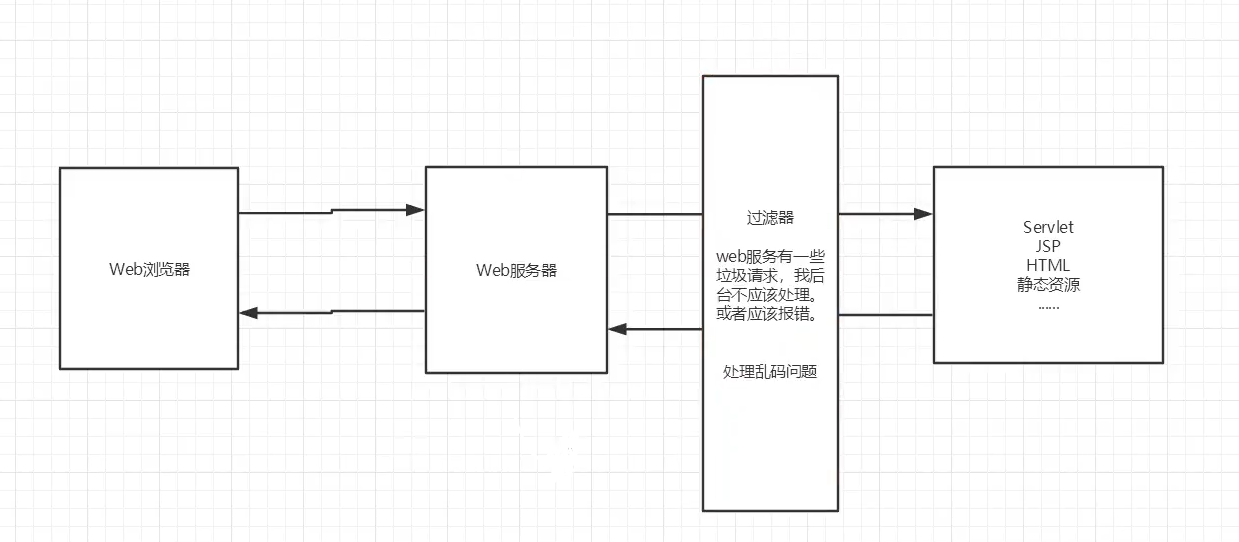 Web浏览器
Web服务器
过滤器
web服务有一些
垃圾请求，我后
台不应该处理。
或者应该报错。
处理乱码问题
Servlet
JSP
HTML
静态资源
......